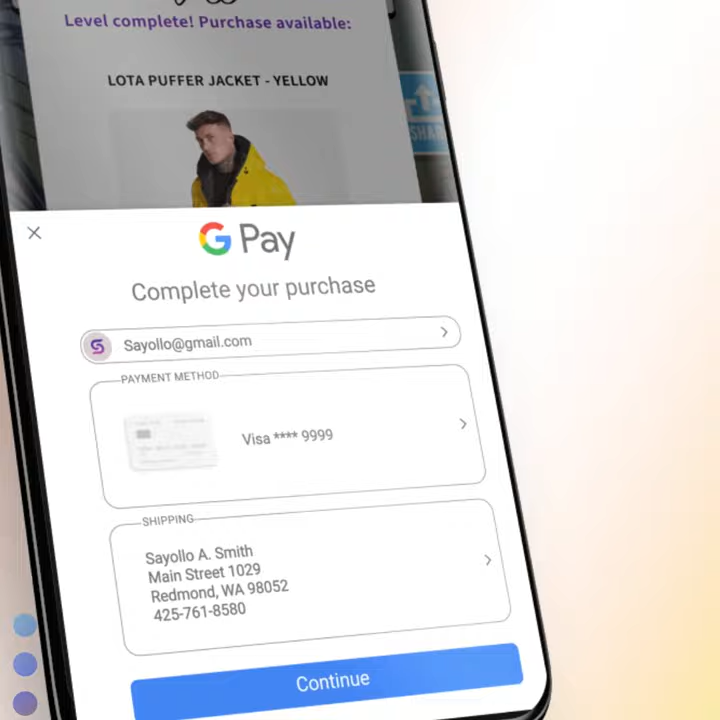 Level complete! Purchase available:
LOTA PUFFER JACKET - YELLOW
SHAR
G Pay
Complete your purchase
Sayollo@gmail.com
PAYMENT METHOD
Visa **** 9999
SHIPPING
Sayollo A. Smith
Main Street 1029
Redmond, WA 98052
425-761-8580
Continue